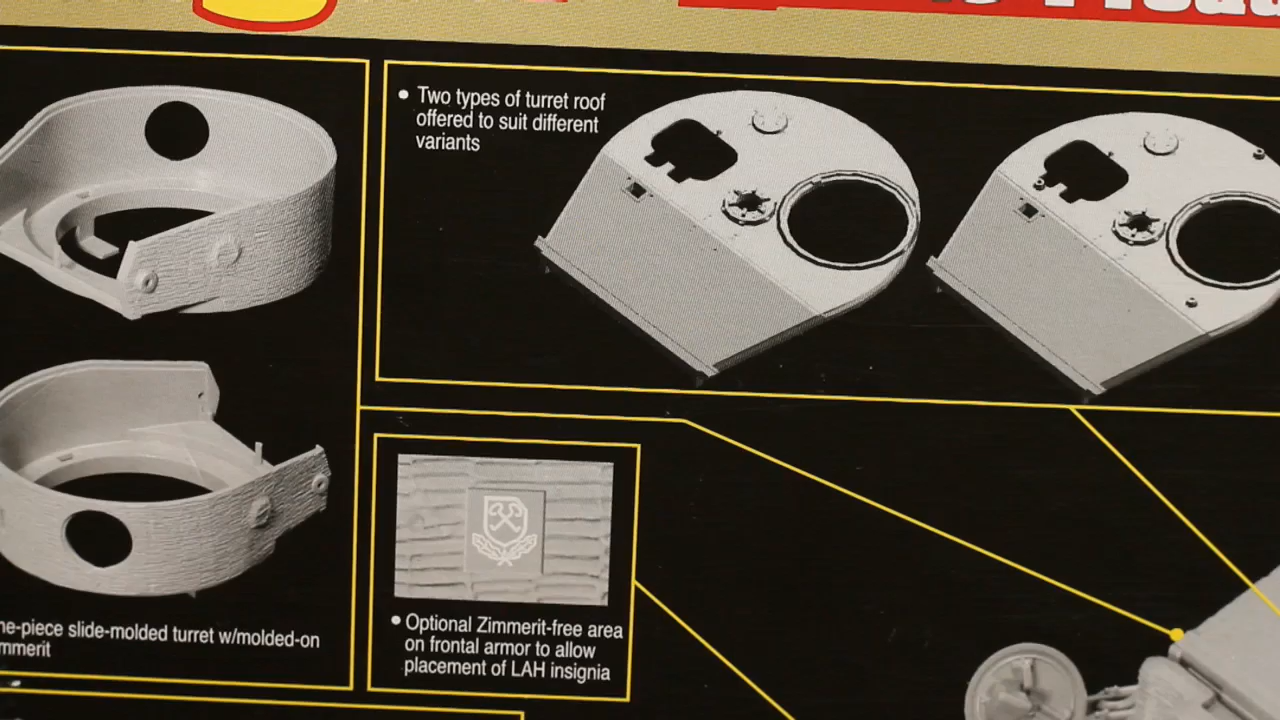 Two types of turret roof
offered to suit different
variants
ne-piece slide-molded turret w/molded-on
mmerit
Optional Zimmerit-free area
on frontal armor to allow
placement of LAH insignia